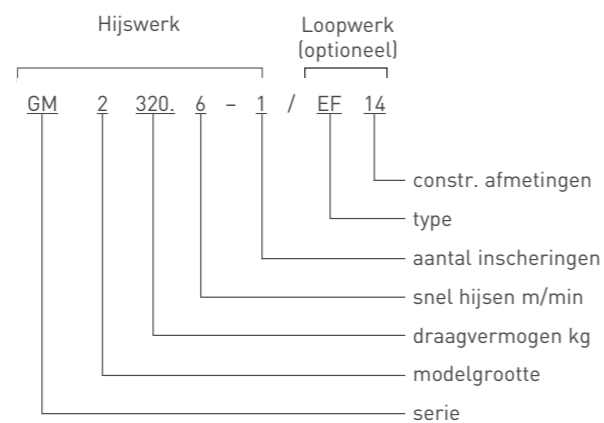 Hijswerk
Loopwerk
(optioneel)
GM 2 320. 6 – 1 / EF 14
constr. afmetingen
type
aantal inscheringen
snel hijsen m/min
draagvermogen kg
modelgrootte
serie